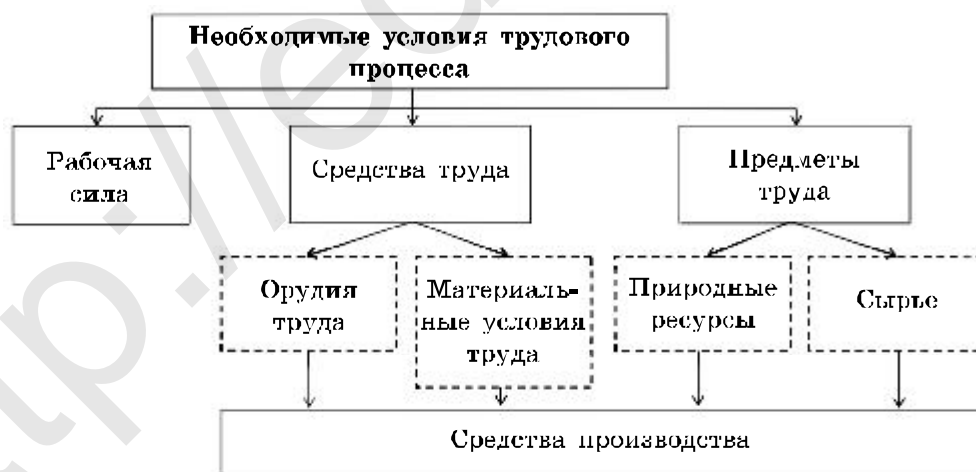 Необходимые условия трудового
процесса
Рабочая
сила
Средства труда
Предметы
труда
Орудия
труда
Материаль-
ные условия
труда
Природные
ресурсы
Сырье
Средства производства